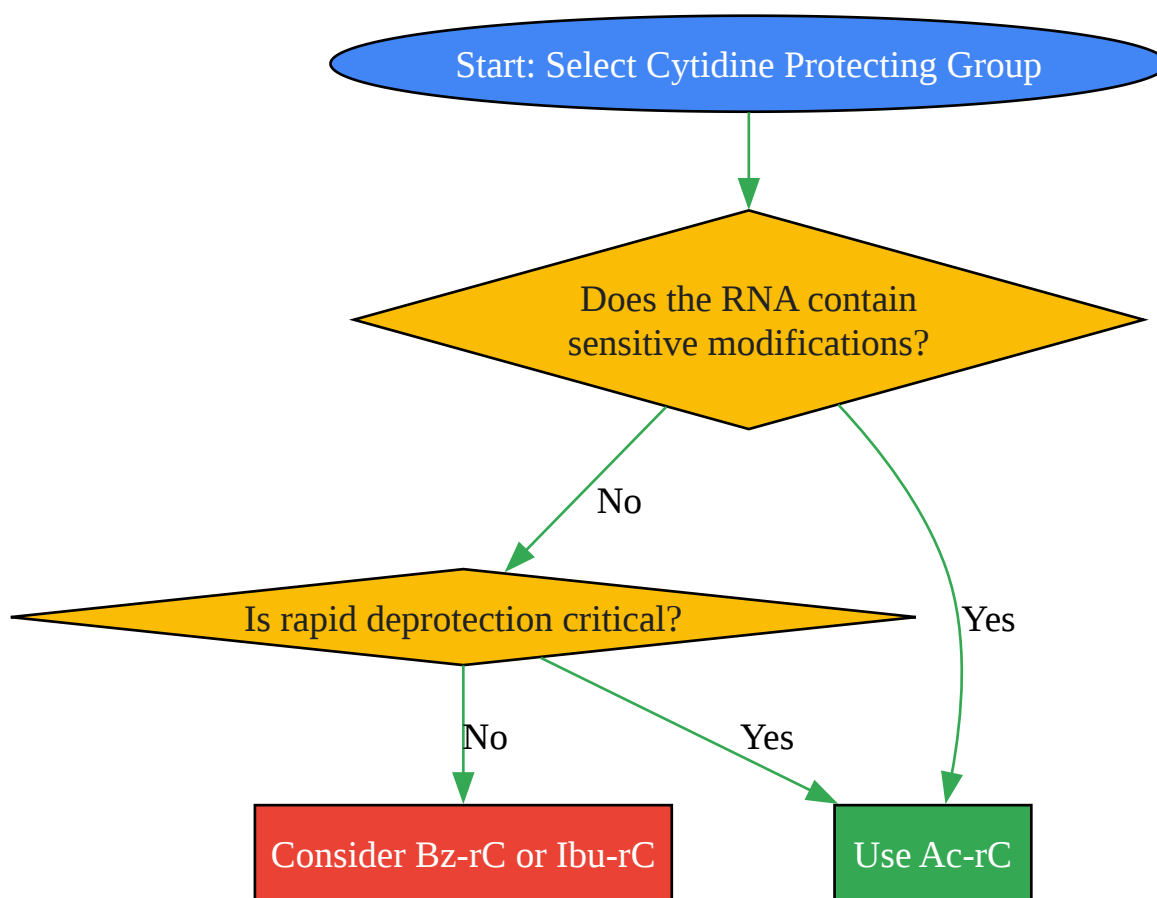 Start: Select Cytidine Protecting Group
Does the RNA contain
sensitive modifications?
No
Yes
Is rapid deprotection critical?
No
Yes
Consider Bz-rC or Ibu-rC
Use Ac-rC